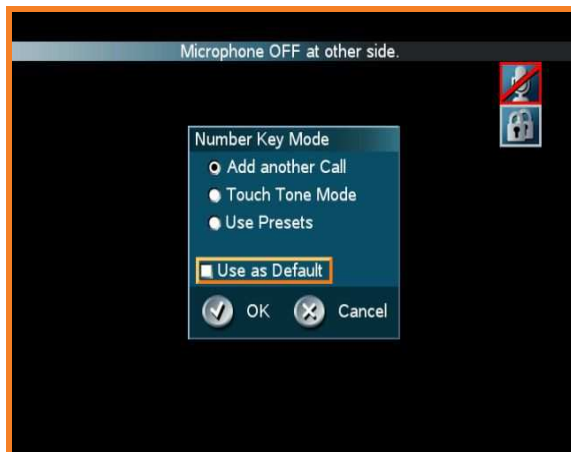 Microphone OFF at other side.
Number Key Mode
Add another Call
Touch Tone Mode
Use Presets
Use as Default
OK Cancel